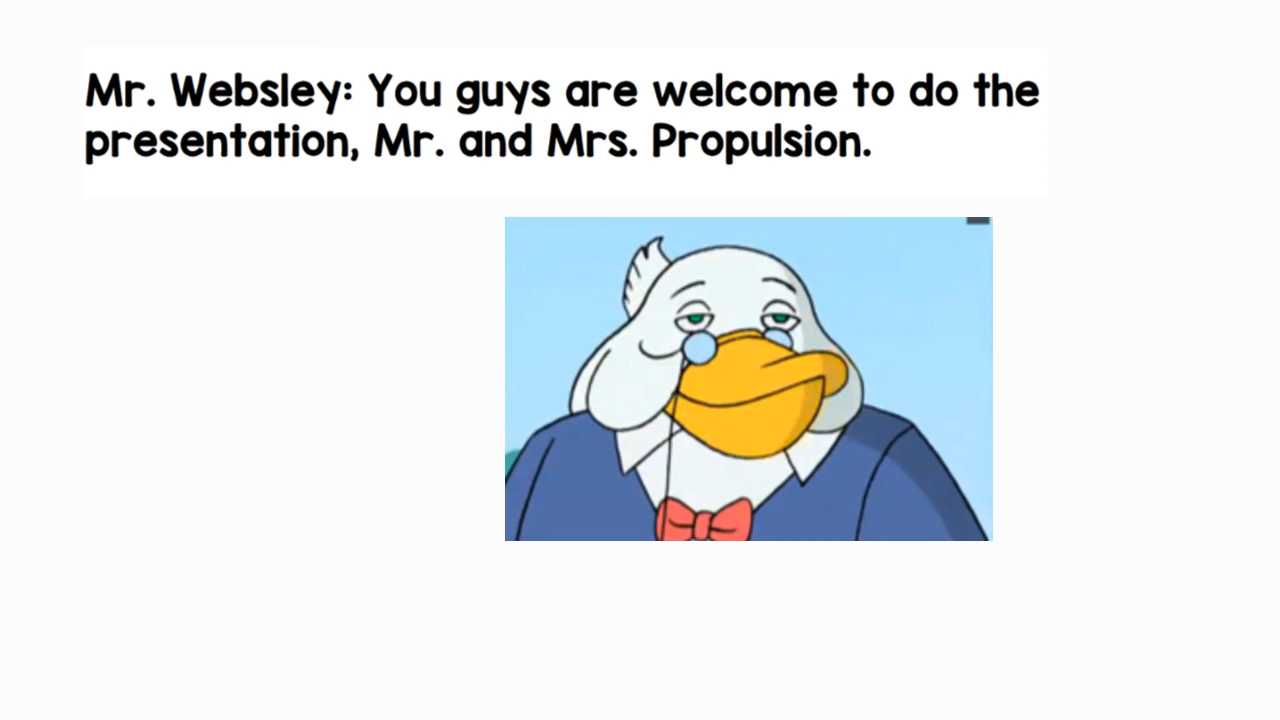 Mr. Websley: You guys are welcome to do the
presentation, Mr. and Mrs. Propulsion.